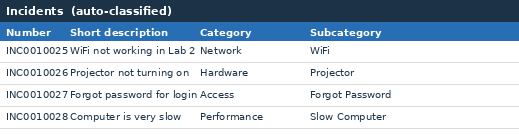 Incidents (auto-classified)
Number Short description Category Subcategory
INC0010025 WiFi not working in Lab 2 Network WiFi
INC0010026 Projector not turning on Hardware Projector
INC0010027 Forgot password for login Access Forgot Password
INC0010028 Computer is very slow Performance Slow Computer